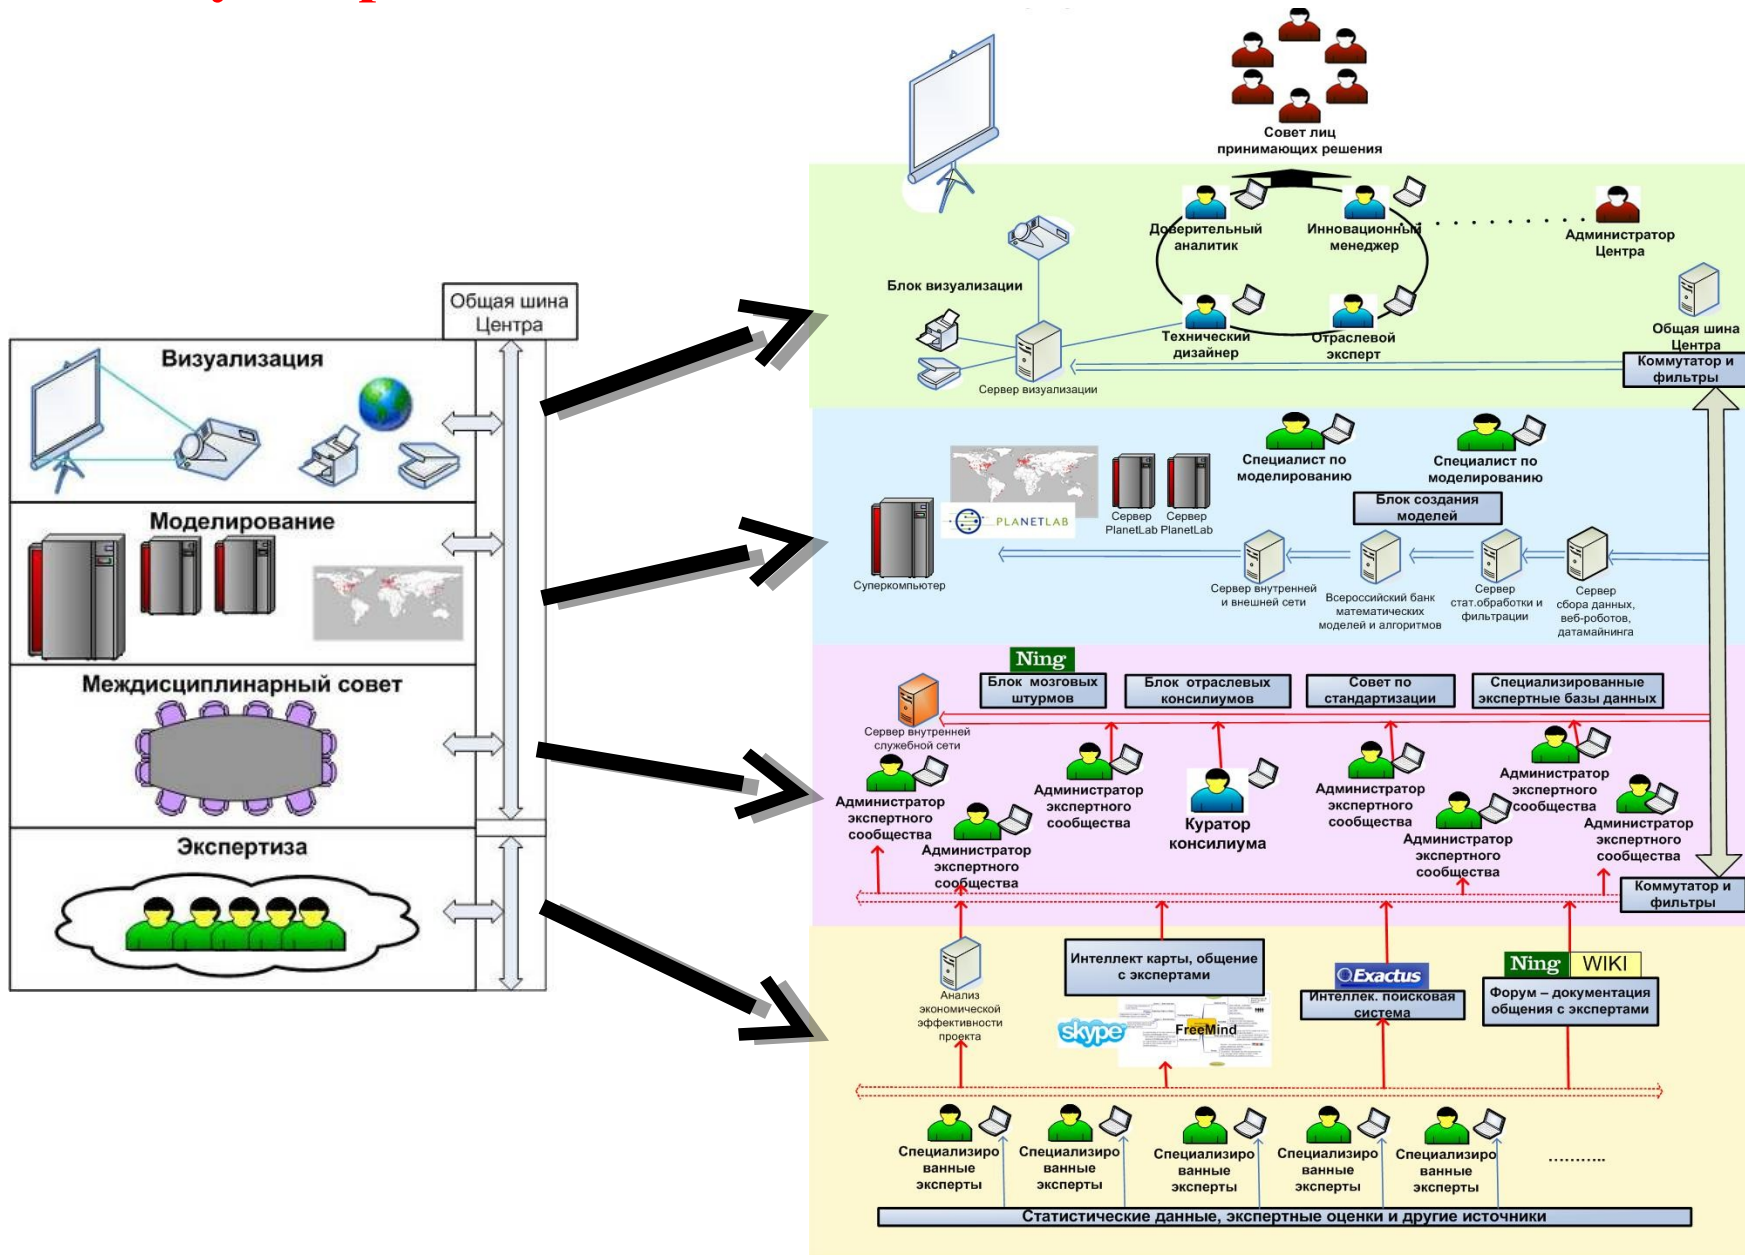 Общая шина
Центра
Визуализация
Моделирование
Междисциплинарный совет
Экспертиза
Совет лиц
принимающих решения
Доверительный
аналитик
Инновационный
менеджер
Администратор
Центра
Блок визуализации
Технический
дизайнер
Отраслевой
эксперт
Сервер визуализации
Общая шина
Центра
Коммутатор и
фильтры
Специалист по
моделированию
Специалист по
моделированию
PLANETLAB
Сервер
PlanetLab
Сервер
PlanetLab
Блок создания
моделей
Суперкомпьютер
Сервер внутренней
и внешней сети
Всероссийский банк
математических
моделей и алгоритмов
Сервер
стат.обработки и
фильтрации
Сервер
сбора данных,
веб-роботов,
датамайнинга
Ning
Блок мозговых
штурмов
Блок отраслевых
консилиумов
Совет по
стандартизации
Специализированные
экспертные базы данных
Сервер внутренней
служебной сети
Администратор
экспертного
сообщества
Администратор
экспертного
сообщества
Администратор
экспертного
сообщества
Куратор
консилиума
Администратор
экспертного
сообщества
Администратор
экспертного
сообщества
Администратор
экспертного
сообщества
Администратор
экспертного
сообщества
Коммутатор и
фильтры
Анализ
экономической
эффективности
проекта
Интеллект карты, общение
с экспертами
skype
FreeMind
Exactus
Интеллек. поисковая
система
Ning
WIKI
Форум – документация
общения с экспертами
Специализиро
ванные
эксперты
Специализиро
ванные
эксперты
Специализиро
ванные
эксперты
Специализиро
ванные
эксперты
Специализиро
ванные
эксперты
...........
Статистические данные, экспертные оценки и другие источники